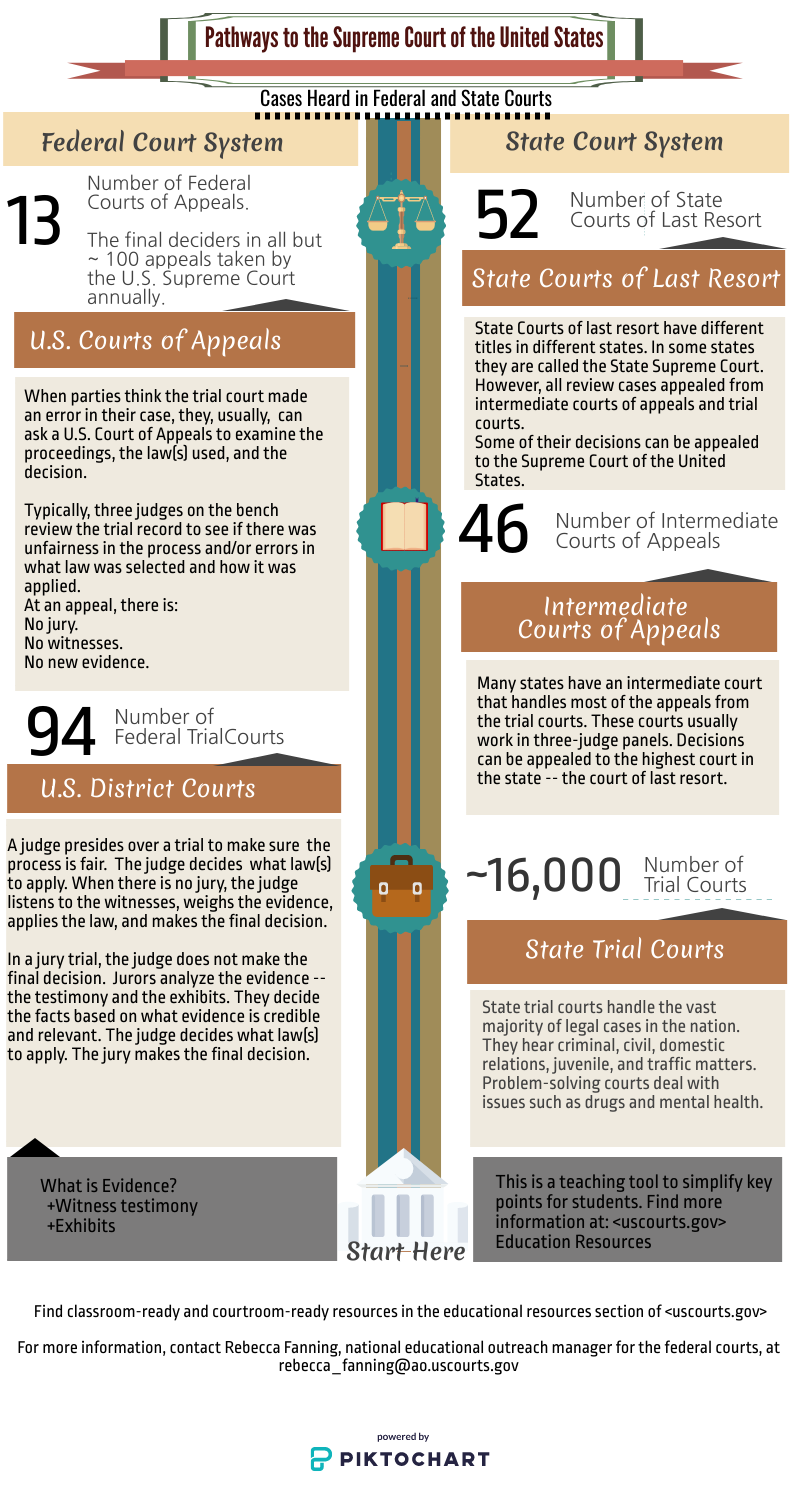 Pathways to the Supreme Court of the United States
Cases Heard in Federal and State Courts
Federal Court System
13
Number of Federal
Courts of Appeals.
The final deciders in all but
~ 100 appeals taken by
the U.S. Supreme Court
annually.
U.S. Courts of Appeals
When parties think the trial court made
an error in their case, they, usually, can
ask a U.S. Court of Appeals to examine the
proceedings, the law(s) used, and the
decision.
Typically, three judges on the bench
review the trial record to see if there was
unfairness in the process and/or errors in
what law was selected and how it was
applied.
At an appeal, there is:
No jury.
No witnesses.
No new evidence.
94
Number of
Federal TrialCourts
U.S. District Courts
A judge presides over a trial to make sure the
process is fair. The judge decides what law(s)
to apply. When there is no jury, the judge
listens to the witnesses, weighs the evidence,
applies the law, and makes the final decision.
In a jury trial, the judge does not make the
final decision. Jurors analyze the evidence --
the testimony and the exhibits. They decide
the facts based on what evidence is credible
and relevant. The judge decides what law(s)
to apply. The jury makes the final decision.
What is Evidence?
+Witness testimony
+Exhibits
State Court System
52
Number of State
Courts of Last Resort
State Courts of Last Resort
State Courts of last resort have different
titles in different states. In some states
they are called the State Supreme Court.
However, all review cases appealed from
intermediate courts of appeals and trial
courts.
Some of their decisions can be appealed
to the Supreme Court of the United
States.
46
Number of Intermediate
Courts of Appeals
Intermediate
Courts of Appeals
Many states have an intermediate court
that handles most of the appeals from
the trial courts. These courts usually
work in three-judge panels. Decisions
can be appealed to the highest court in
the state -- the court of last resort.
~16,000
Number of
Trial Courts
State Trial Courts
State trial courts handle the vast
majority of legal cases in the nation.
They hear criminal, civil, domestic
relations, juvenile, and traffic matters.
Problem-solving courts deal with
issues such as drugs and mental health.
This is a teaching tool to simplify key
points for students. Find more
information at: <uscourts.gov>
Education Resources
Start Here
Find classroom-ready and courtroom-ready resources in the educational resources section of <uscourts.gov>
For more information, contact Rebecca Fanning, national educational outreach manager for the federal courts, at
rebecca_fanning@ao.uscourts.gov
powered by
PIKTOCHART